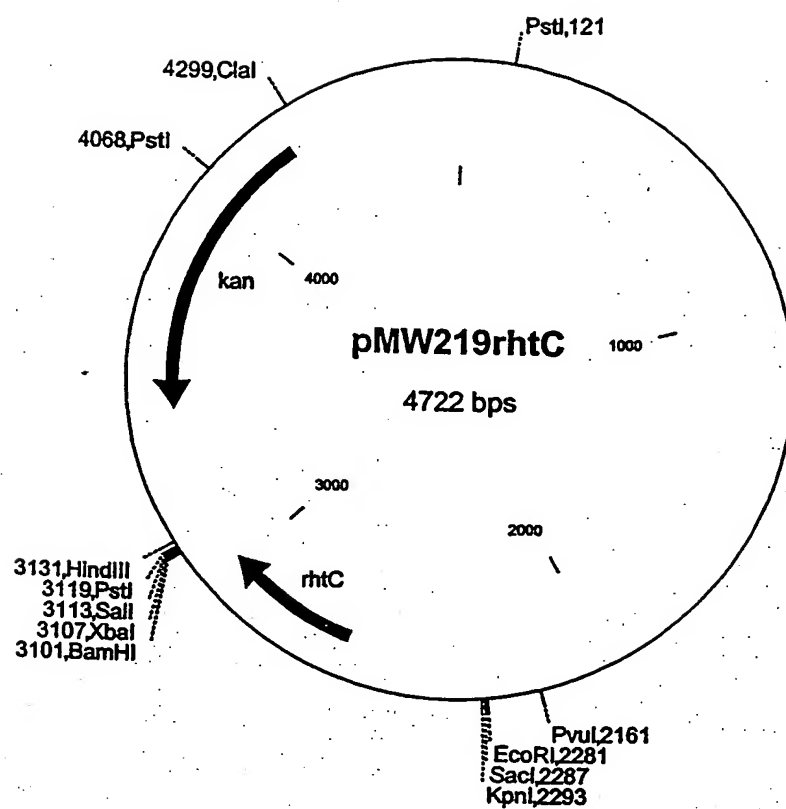 PstI,121
4299,ClaI
4068,PstI
kan
4000
pMW219rhtC
1000
4722 bps
3000
2000
3131,HindIII
rhtC
3119,PstI
3113,SalI
3107,XbaI
3101,BamHI
PvuI,2161
EcoRI,2281
SacI,2287
KpnI,2293